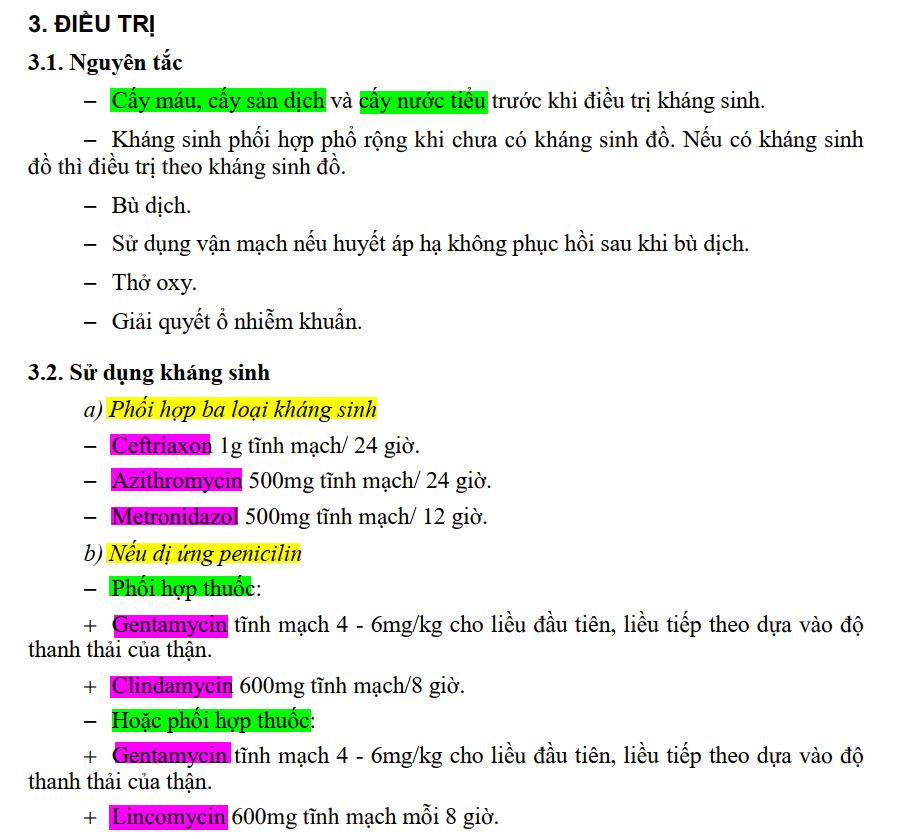 3. ĐIỀU TRỊ
3.1. Nguyên tắc
− Cấy máu, cấy sản dịch và cấy nước tiểu trước khi điều trị kháng sinh.
− Kháng sinh phối hợp phổ rộng khi chưa có kháng sinh đồ. Nếu có kháng sinh
đồ thì điều trị theo kháng sinh đồ.
− Bù dịch.
− Sử dụng vận mạch nếu huyết áp hạ không phục hồi sau khi bù dịch.
− Thở oxy.
− Giải quyết ổ nhiễm khuẩn.
3.2. Sử dụng kháng sinh
a) Phối hợp ba loại kháng sinh
− Ceftriaxon 1g tĩnh mạch/ 24 giờ.
− Azithromycin 500mg tĩnh mạch/ 24 giờ.
− Metronidazol 500mg tĩnh mạch/ 12 giờ.
b) Nếu dị ứng penicilin
− Phối hợp thuốc:
+ Gentamycin tĩnh mạch 4 - 6mg/kg cho liều đầu tiên, liều tiếp theo dựa vào độ
thanh thải của thận.
+ Clindamycin 600mg tĩnh mạch/8 giờ.
− Hoặc phối hợp thuốc:
+ Gentamycin tĩnh mạch 4 - 6mg/kg cho liều đầu tiên, liều tiếp theo dựa vào độ
thanh thải của thận.
+ Lincomycin 600mg tĩnh mạch mỗi 8 giờ.